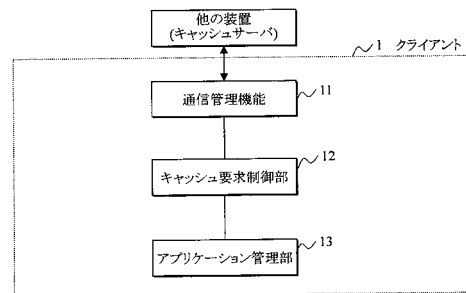 他の装置
(キャッシュサーバ)
1 クライアント
通信管理機能
11
キャッシュ要求制御部
12
アプリケーション管理部
13